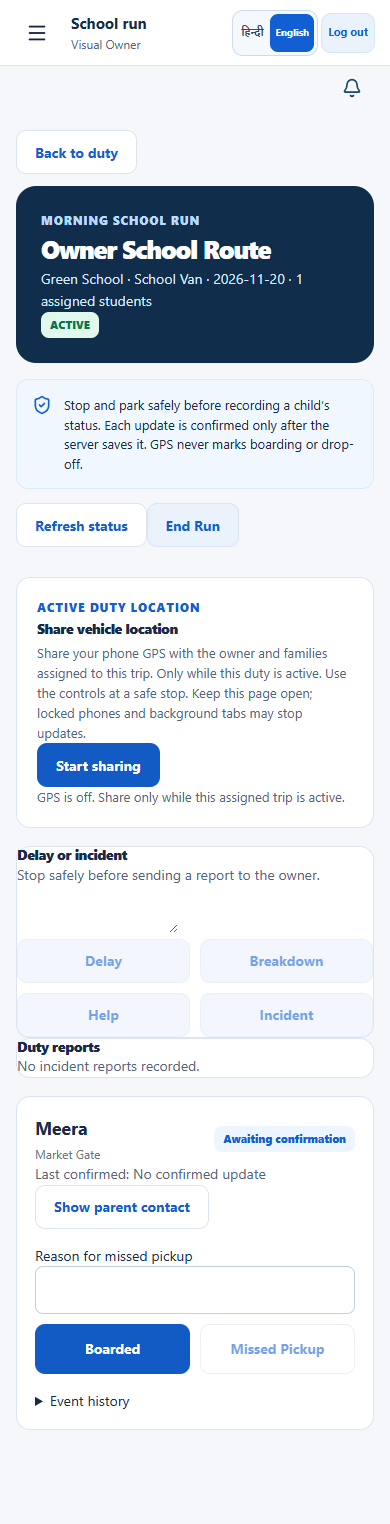 School run
Visual Owner
हिन्दी
English
Log out
Back to duty
MORNING SCHOOL RUN
Owner School Route
Green School · School Van · 2026-11-20 · 1
assigned students
ACTIVE
Stop and park safely before recording a child's
status. Each update is confirmed only after the
server saves it. GPS never marks boarding or drop-
off.
Refresh status
End Run
ACTIVE DUTY LOCATION
Share vehicle location
Share your phone GPS with the owner and families
assigned to this trip. Only while this duty is active. Use
the controls at a safe stop. Keep this page open;
locked phones and background tabs may stop
updates.
Start sharing
GPS is off. Share only while this assigned trip is active.
Delay or incident
Stop safely before sending a report to the owner.
Delay
Breakdown
Help
Incident
Duty reports
No incident reports recorded.
Meera
Market Gate
Awaiting confirmation
Last confirmed: No confirmed update
Show parent contact
Reason for missed pickup
Boarded
Missed Pickup
Event history